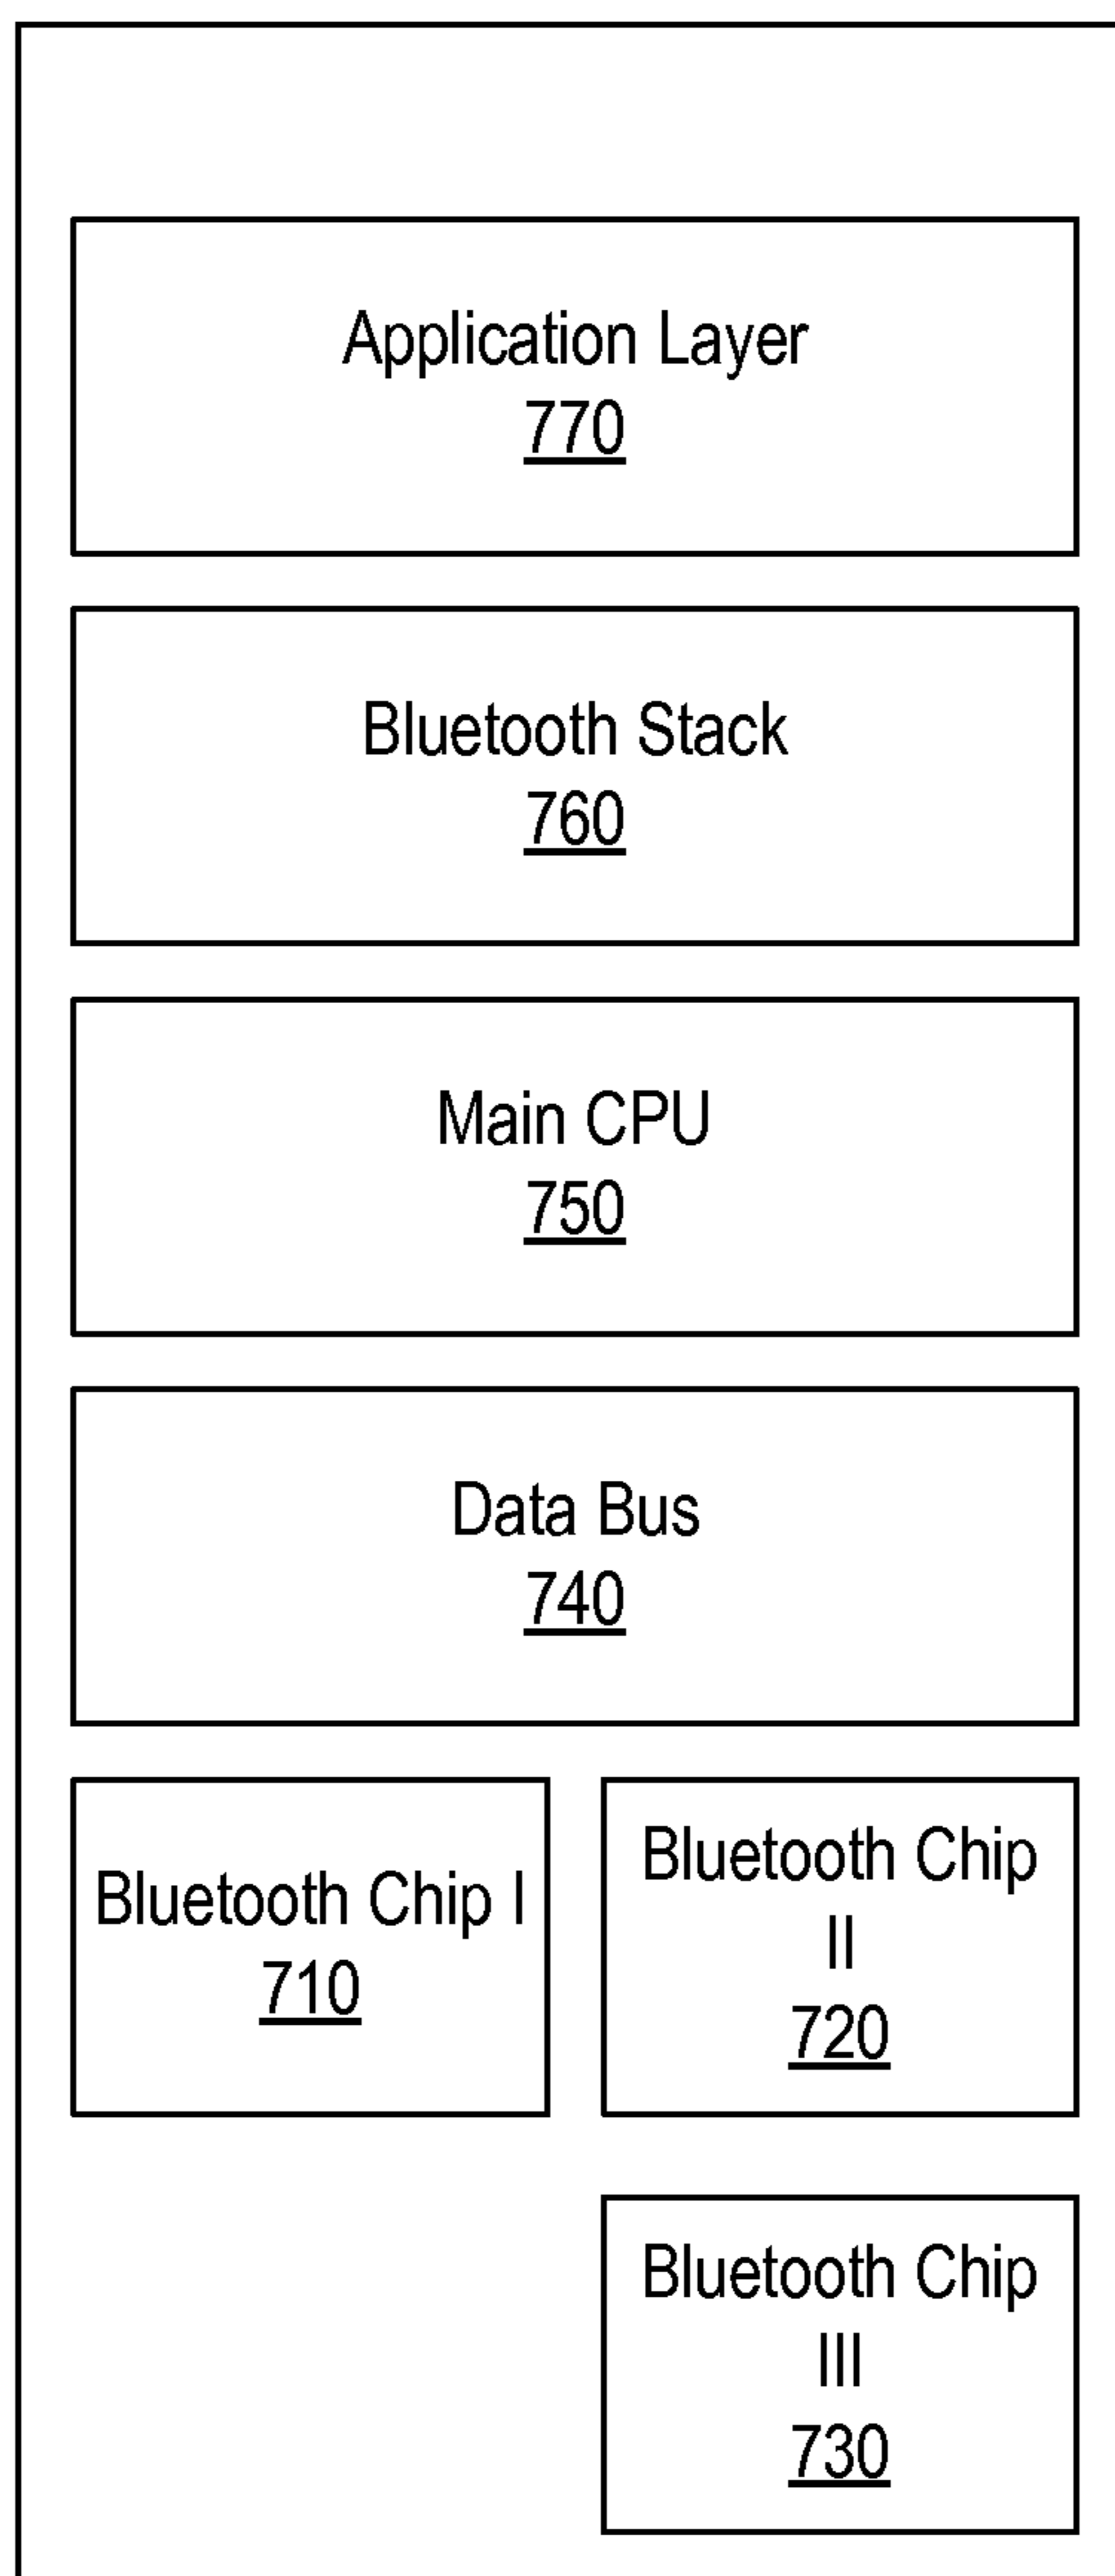 Application Layer
770
Bluetooth Stack
760
Main CPU
750
Data Bus
740
Bluetooth Chip I
710
Bluetooth Chip
II
720
Bluetooth Chip
III
730